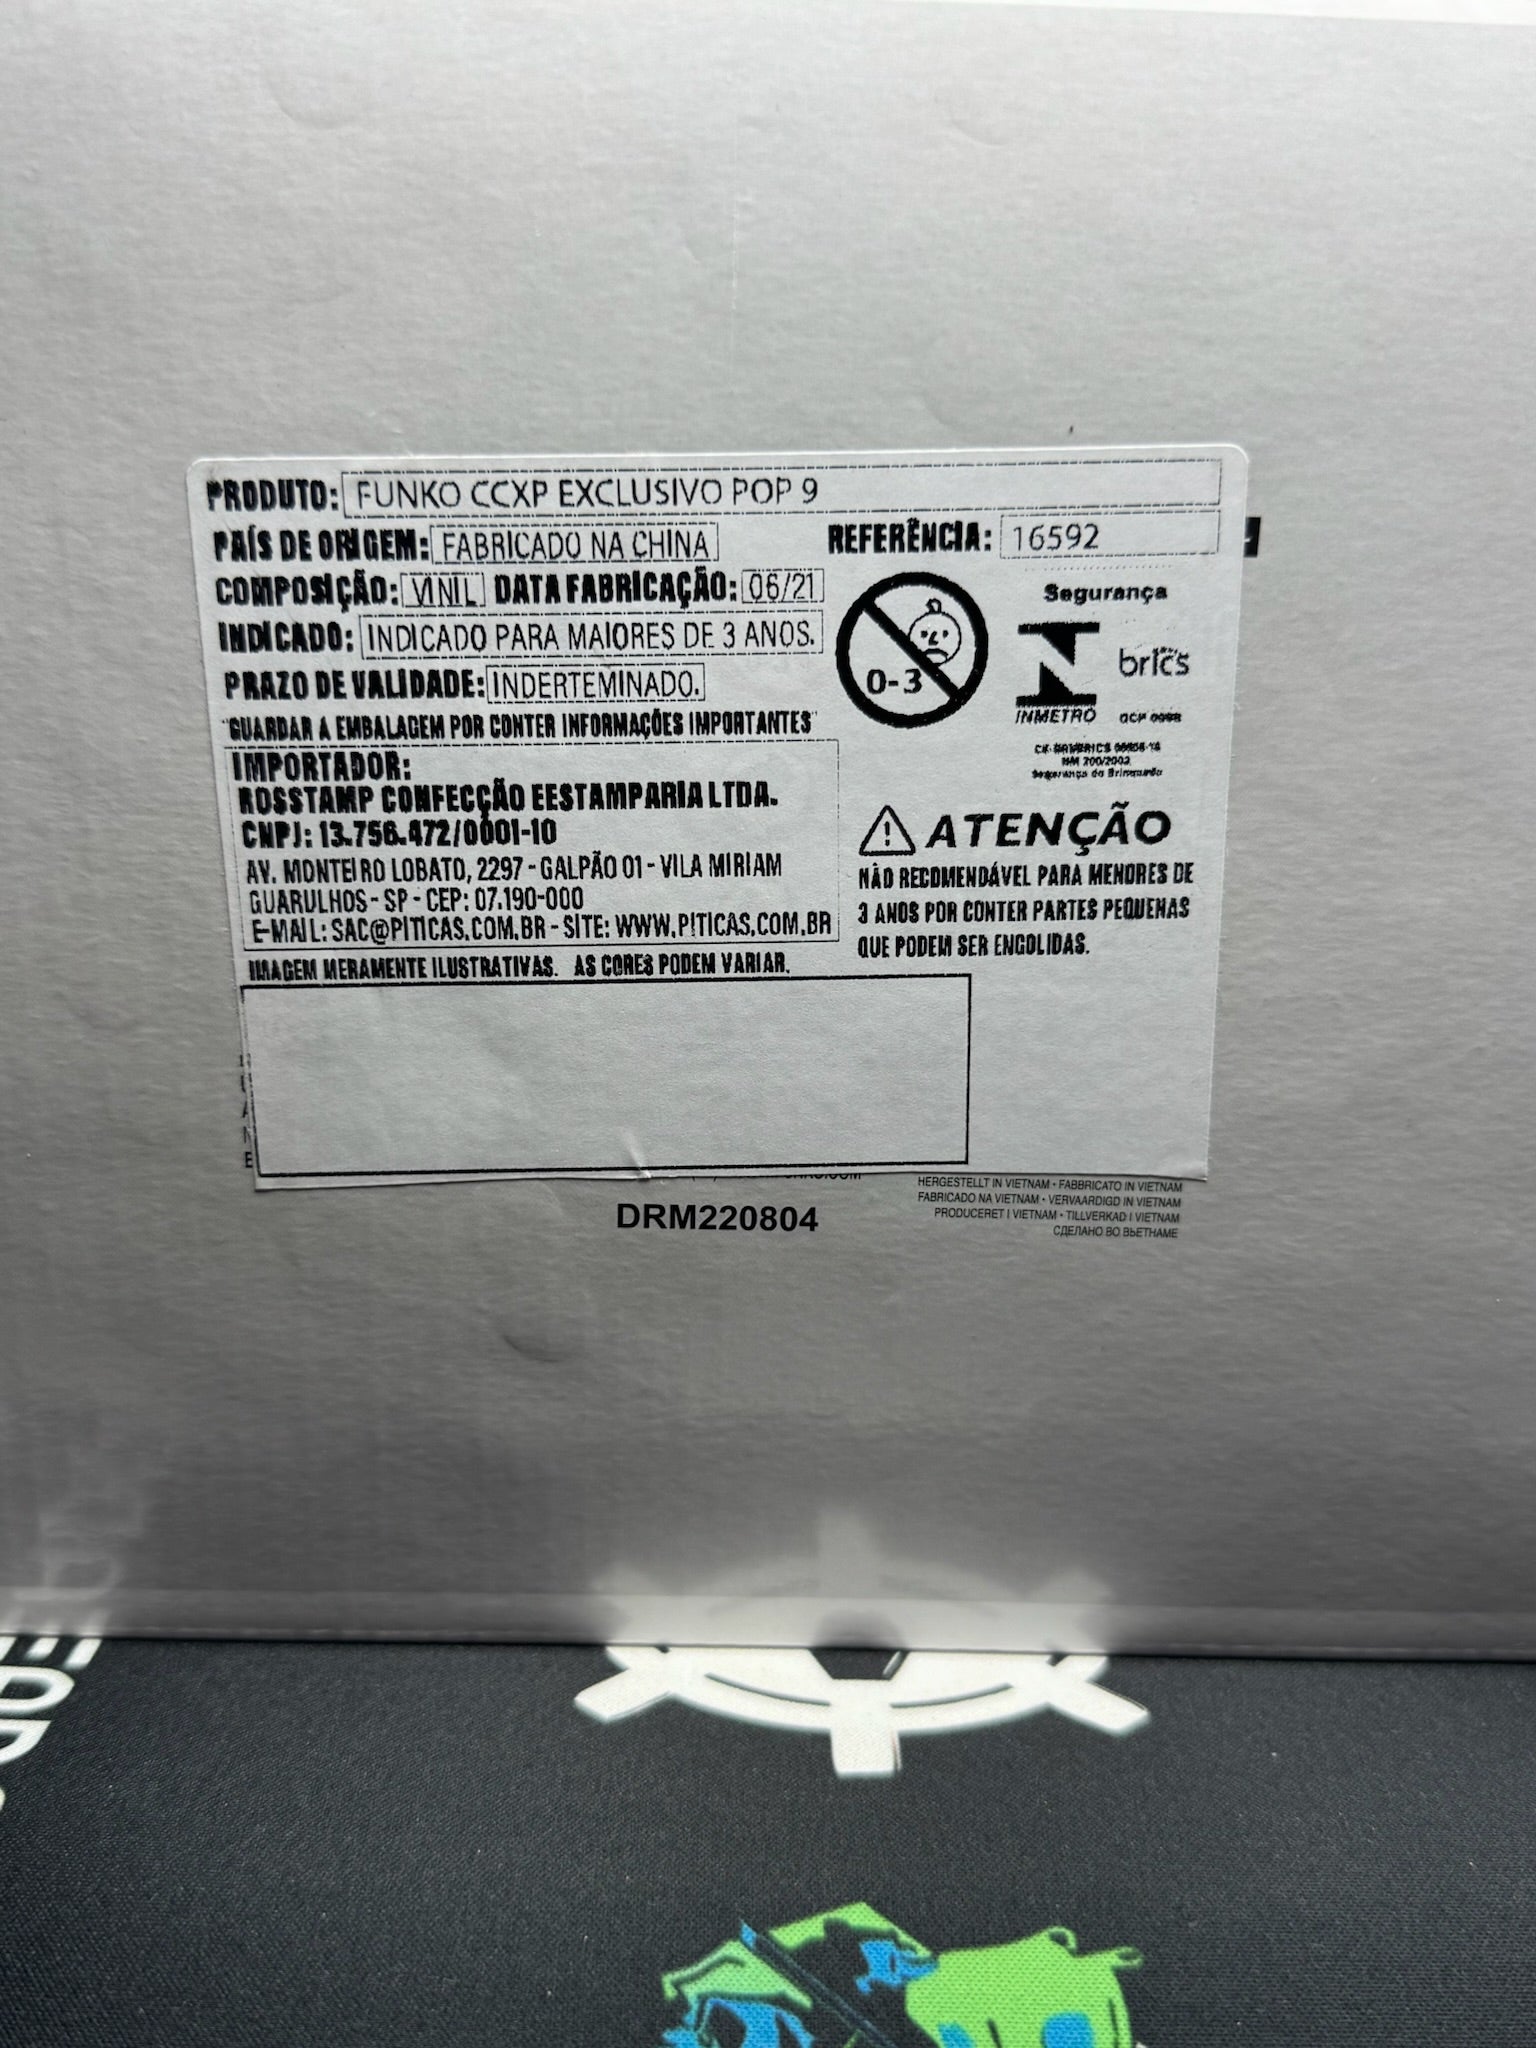 PRODUTO: FUNKO CCXP EXCLUSIVO POP 9
PAÍS DE ORIGEM: FABRICADO NA CHINA
REFERÊNCIA: 16592
COMPOSIÇÃO: VINIL DATA FABRICAÇÃO: 06/21
INDICADO: INDICADO PARA MAIORES DE 3 ANOS.
PRAZO DE VALIDADE: INDERTEMINADO.
"GUARDAR A EMBALAGEM POR CONTER INFORMAÇÕES IMPORTANTES"
IMPORTADOR:
ROSSTAMP CONFECÇÃO EESTAMPARIA LTDA.
CNPJ: 13.756.472/0001-10
AV. MONTEIRO LOBATO, 2297 - GALPÃO 01 - VILA MIRIAM
GUARULHOS - SP - CEP: 07.190-000
E-MAIL: SAC@PITICAS.COM.BR - SITE: WWW.PITICAS.COM.BR
IMAGEM MERAMENTE ILUSTRATIVAS. AS CORES PODEM VARIAR.
0-3
Segurança
brics
INMETRO
NM 300/2002
Segurança do Brinquedo
ATENÇÃO
NÃO RECOMENDÁVEL PARA MENORES DE
3 ANOS POR CONTER PARTES PEQUENAS
QUE PODEM SER ENGOLIDAS.
DRM220804
HERGESTELLT IN VIETNAM • FABBRICATO IN VIETNAM
FABRICADO NA VIETNAM • VERVAARDIGD IN VIETNAM
PRODUCERET I VIETNAM • TILLVERKAD I VIETNAM
СДЕЛАНО ВО ВЬЕТНАМЕ